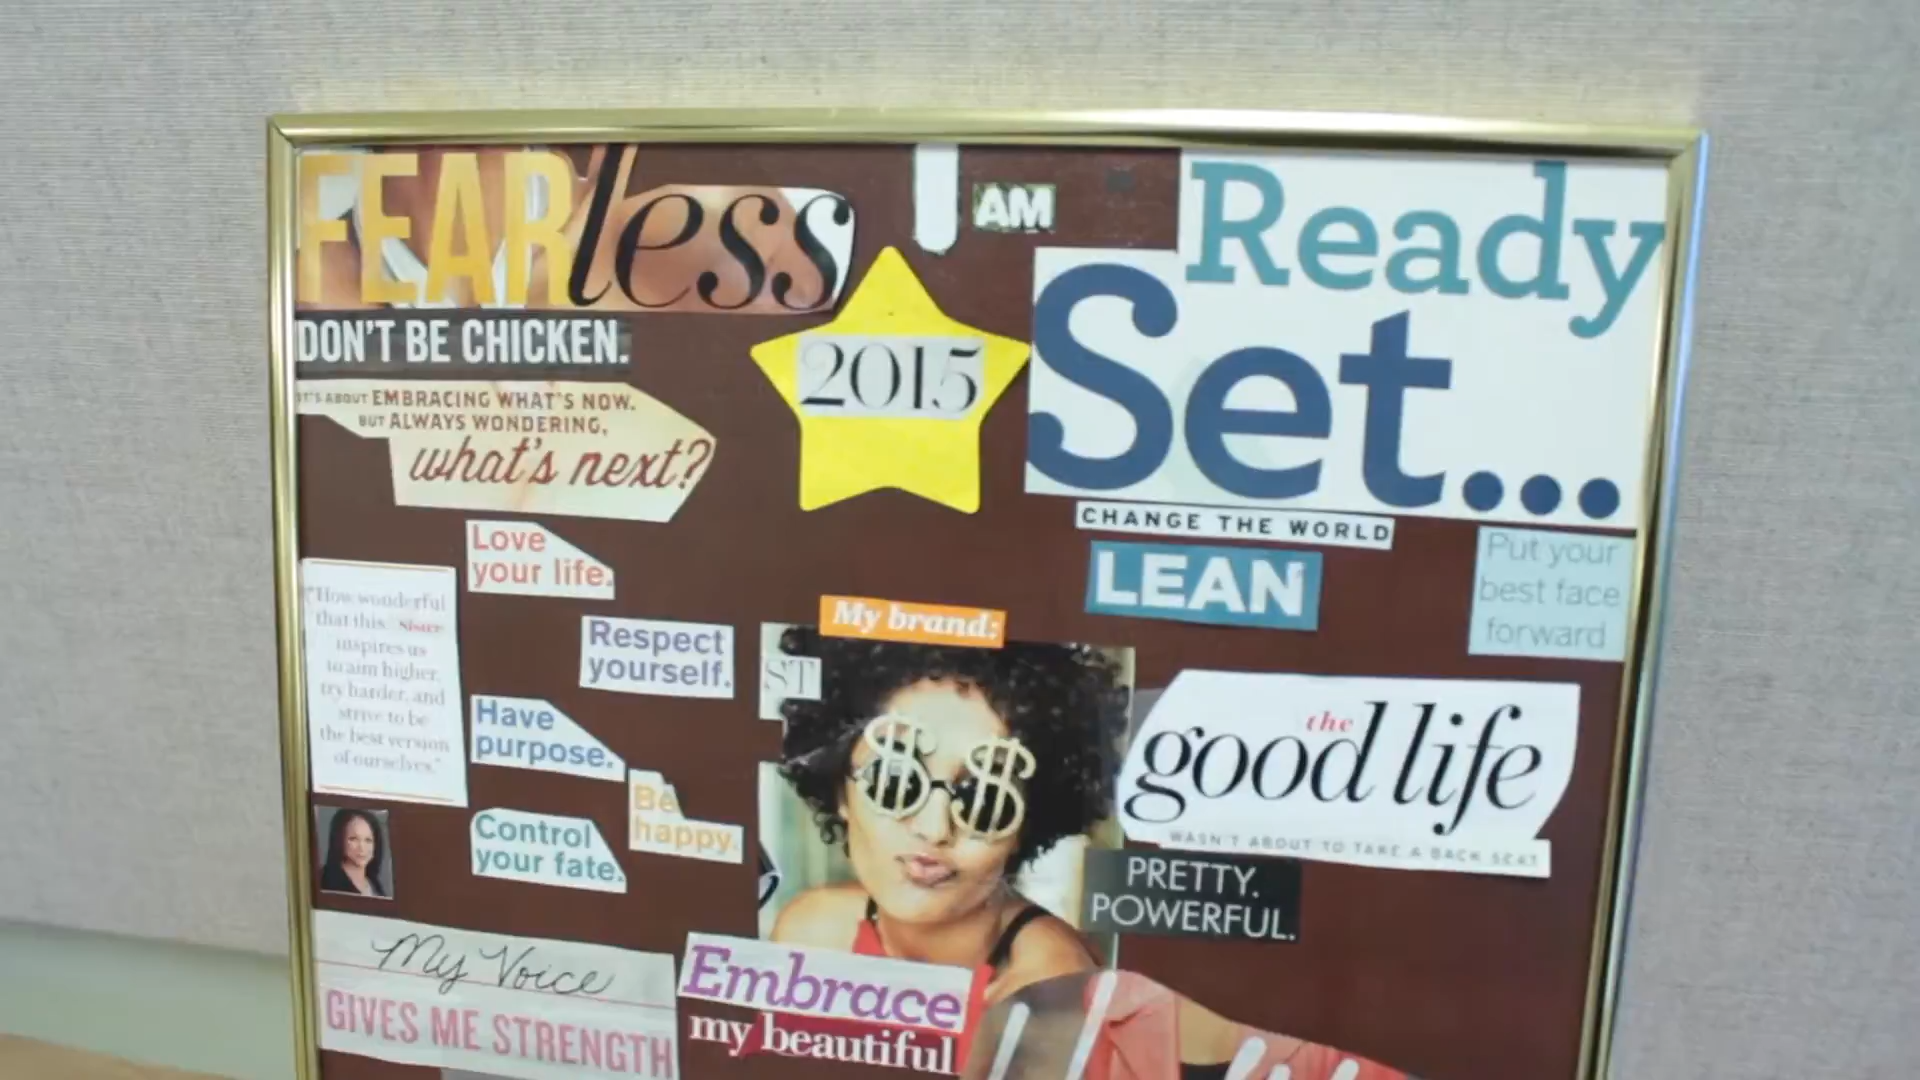 FEARless
I AM
Ready
Set...
DON'T BE CHICKEN.
2015
IT'S ABOUT EMBRACING WHAT'S NOW.
BUT ALWAYS WONDERING,
what's next?
CHANGE THE WORLD
LEAN
Put your
best face
forward
Love
your life.
"How wonderful
that this Sister
inspires us
to aim higher,
try harder, and
strive to be
the best version
of ourselves."
Respect
yourself.
Have
purpose.
Be
happy.
Control
your fate.
My brand:
ST
$ $
the
good life
WASN'T ABOUT TO TAKE A BACK SEAT
PRETTY.
POWERFUL.
My Voice
GIVES ME STRENGTH
Embrace
my beautiful